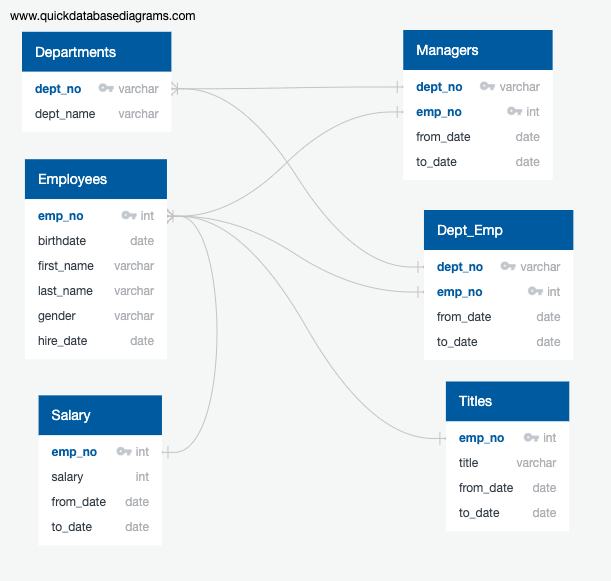 www.quickdatabasediagrams.com
Departments
dept_no varchar
dept_name varchar
Employees
emp_no int
birthdate date
first_name varchar
last_name varchar
gender varchar
hire_date date
Salary
emp_no int
salary int
from_date date
to_date date
Managers
dept_no varchar
emp_no int
from_date date
to_date date
Dept_Emp
dept_no varchar
emp_no int
from_date date
to_date date
Titles
emp_no int
title varchar
from_date date
to_date date